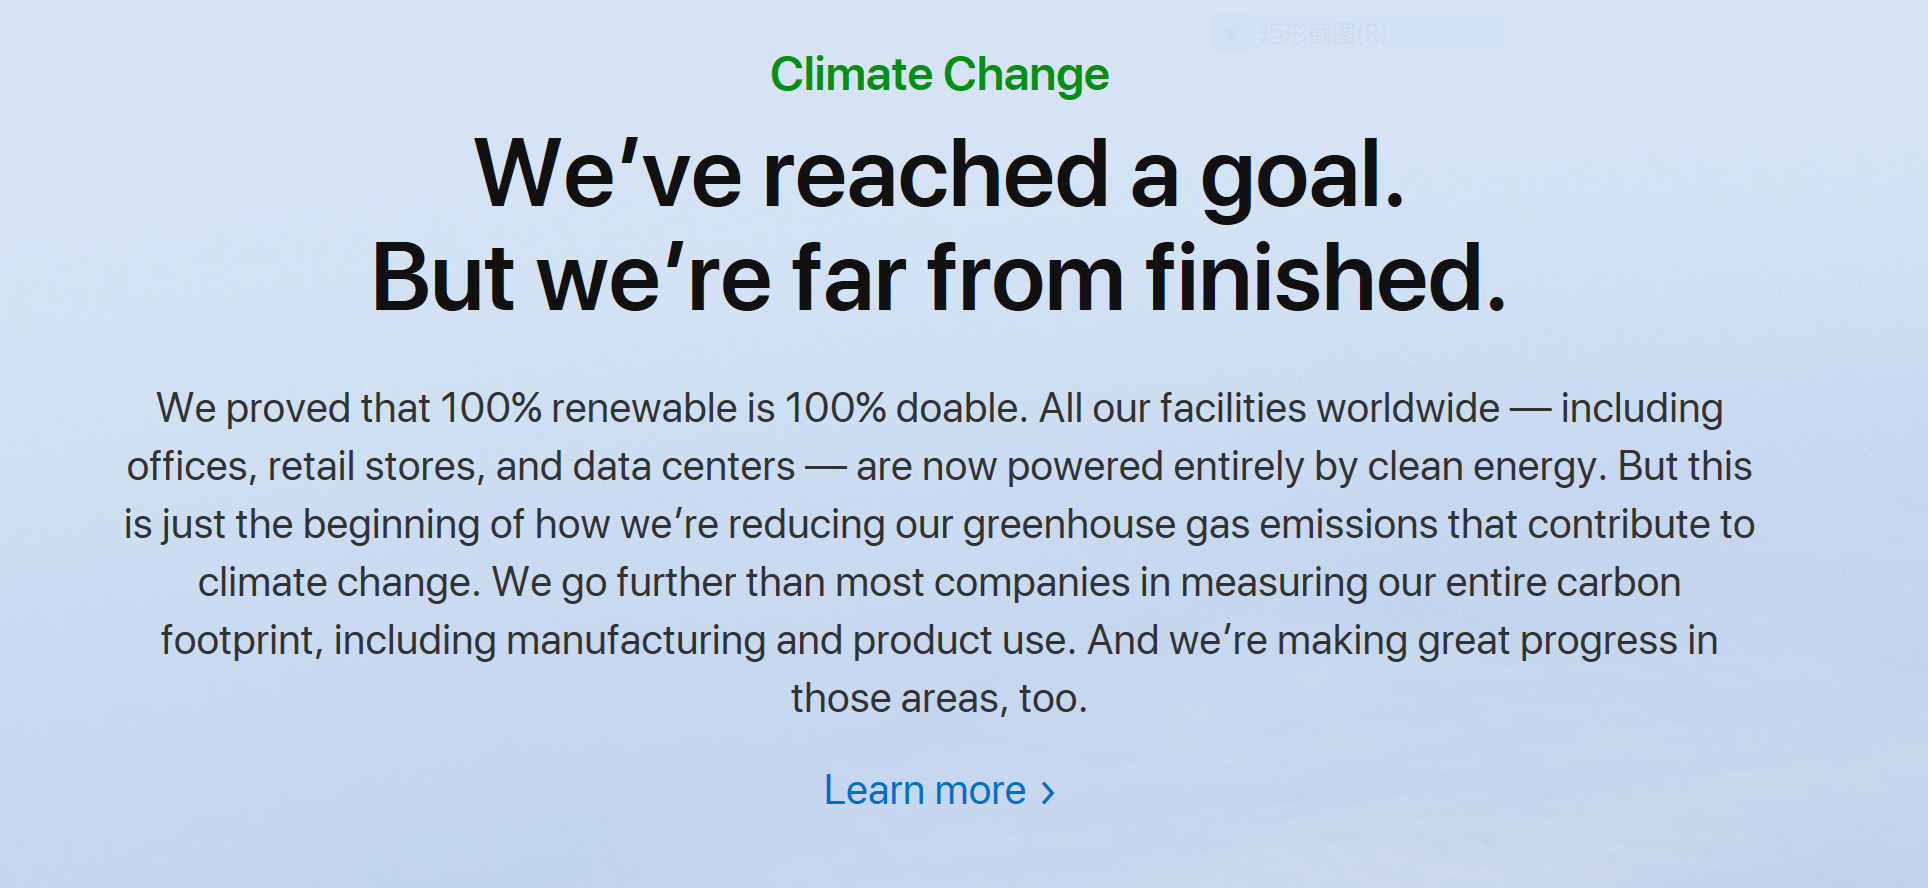 矩形截图(R)
Climate Change
We’ve reached a goal.
But we’re far from finished.
We proved that 100% renewable is 100% doable. All our facilities worldwide — including
offices, retail stores, and data centers — are now powered entirely by clean energy. But this
is just the beginning of how we’re reducing our greenhouse gas emissions that contribute to
climate change. We go further than most companies in measuring our entire carbon
footprint, including manufacturing and product use. And we’re making great progress in
those areas, too.
Learn more ›